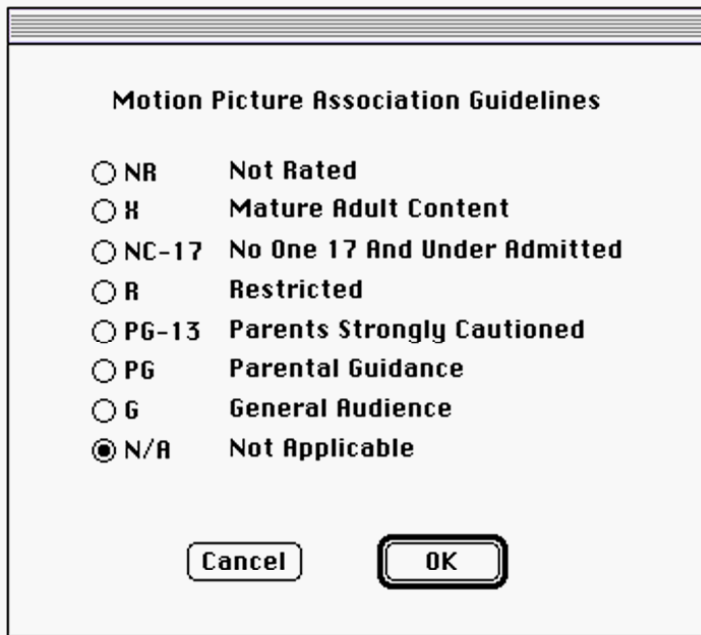 Motion Picture Association Guidelines
NR Not Rated
X Mature Adult Content
NC-17 No One 17 And Under Admitted
R Restricted
PG-13 Parents Strongly Cautioned
PG Parental Guidance
G General Audience
N/A Not Applicable
Cancel OK